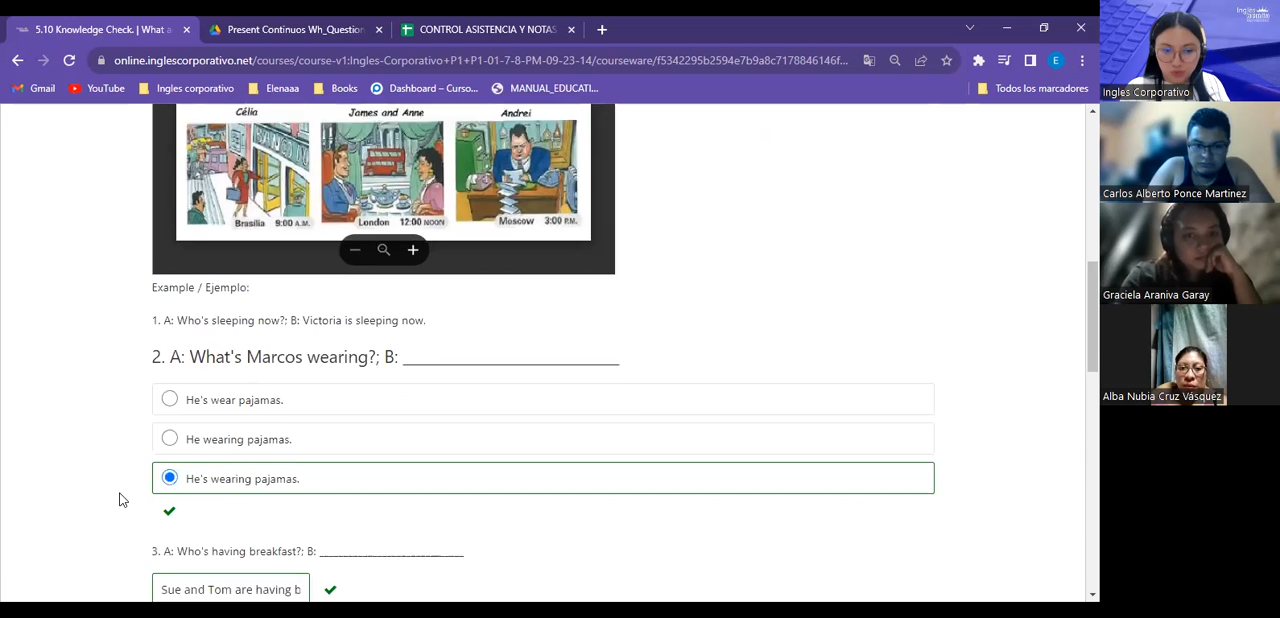 5.10 Knowledge Check. | What a
Present Continuos Wh_Question
CONTROL ASISTENCIA Y NOTAS
online.inglescorporativo.net/courses/course-v1:Ingles-Corporativo+P1+P1-01-7-8-PM-09-23-14/courseware/f5342295b2594e7b9a8c7178846146f...
E
Gmail
YouTube
Ingles corporativo
Elenaaa
Books
Dashboard – Curso...
MANUAL_EDUCATI...
Todos los marcadores
Célia
James and Anne
Andrei
Brasilia 9:00 A.M.
London 12:00 NOON
Moscow 3:00 P.M.
Example / Ejemplo:
1. A: Who's sleeping now?; B: Victoria is sleeping now.
2. A: What's Marcos wearing?; B: ____________________________
He's wear pajamas.
He wearing pajamas.
He's wearing pajamas.
3. A: Who's having breakfast?; B: ________________________
Sue and Tom are having b
Ingles Corporativo
Carlos Alberto Ponce Martinez
Graciela Araniva Garay
Alba Nubia Cruz Vásquez